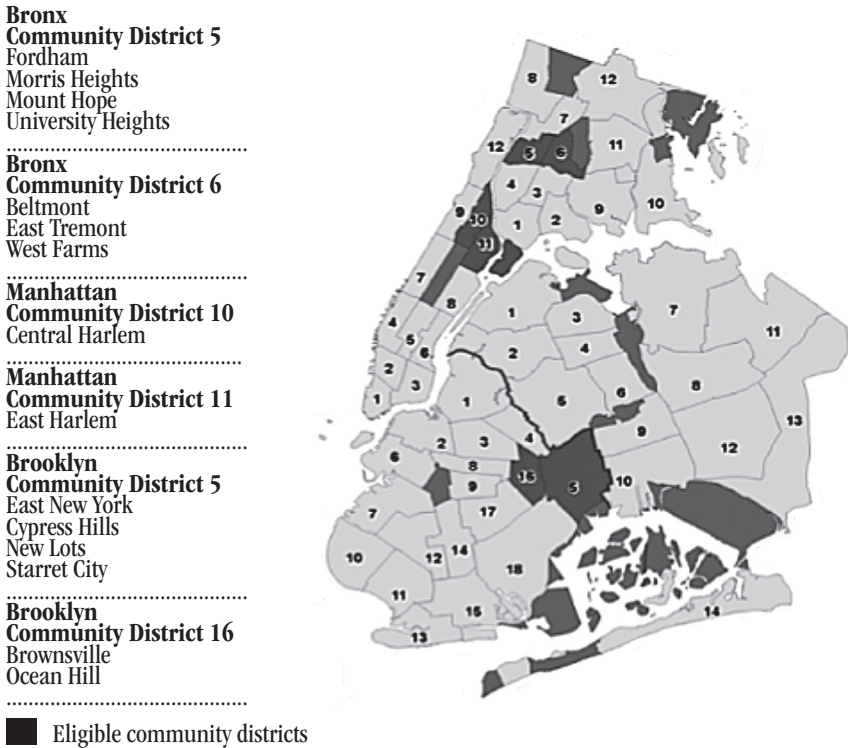 Bronx
Community District 5
Fordham
Morris Heights
Mount Hope
University Heights
Bronx
Community District 6
Beltmont
East Tremont
West Farms
Manhattan
Community District 10
Central Harlem
Manhattan
Community District 11
East Harlem
Brooklyn
Community District 5
East New York
Cypress Hills
New Lots
Starret City
Brooklyn
Community District 16
Brownsville
Ocean Hill
Eligible community districts
8
12
7
12
5
6
11
4
3
9
10
9
10
1
2
11
7
8
1
3
7
11
4
5
6
2
4
2
3
1
5
6
8
13
1
2
3
4
9
12
6
8
16
5
9
10
7
17
10
12
14
18
11
15
14
13